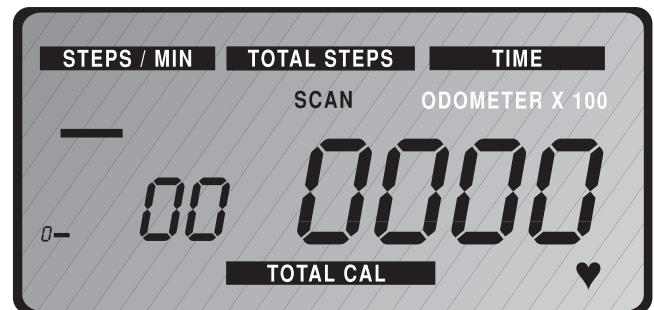 STEPS / MIN TOTAL STEPS TIME
SCAN ODOMETER X 100
00 0000
0
TOTAL CAL